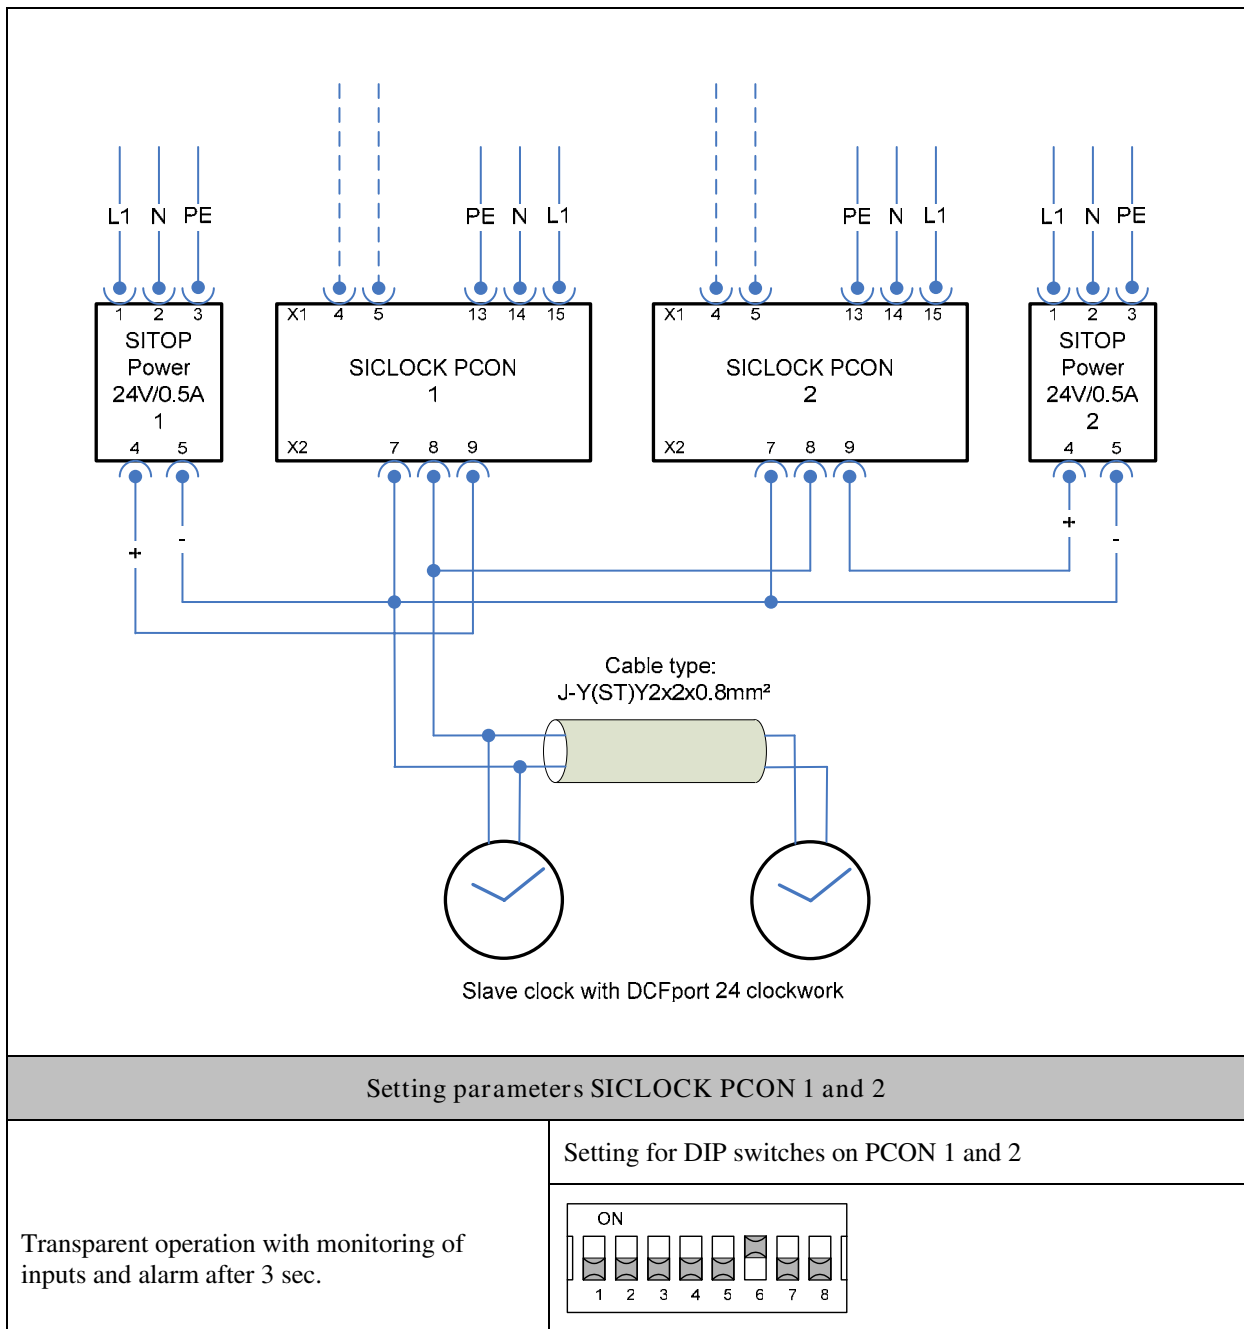 L1 N PE PE N L1 PE N L1 L1 N PE
1 2 3 X1 4 5 13 14 15 X1 4 5 13 14 15 1 2 3
SITOP
Power
24V/0.5A
1
4 5
SICLOCK PCON
1
X2 7 8 9
SICLOCK PCON
2
X2 7 8 9
SITOP
Power
24V/0.5A
2
4 5
+ - + -
Cable type:
J-Y(ST)Y2x2x0.8mm²
Slave clock with DCFport 24 clockwork
Setting parameters SICLOCK PCON 1 and 2
Setting for DIP switches on PCON 1 and 2
Transparent operation with monitoring of
inputs and alarm after 3 sec.
ON
1 2 3 4 5 6 7 8